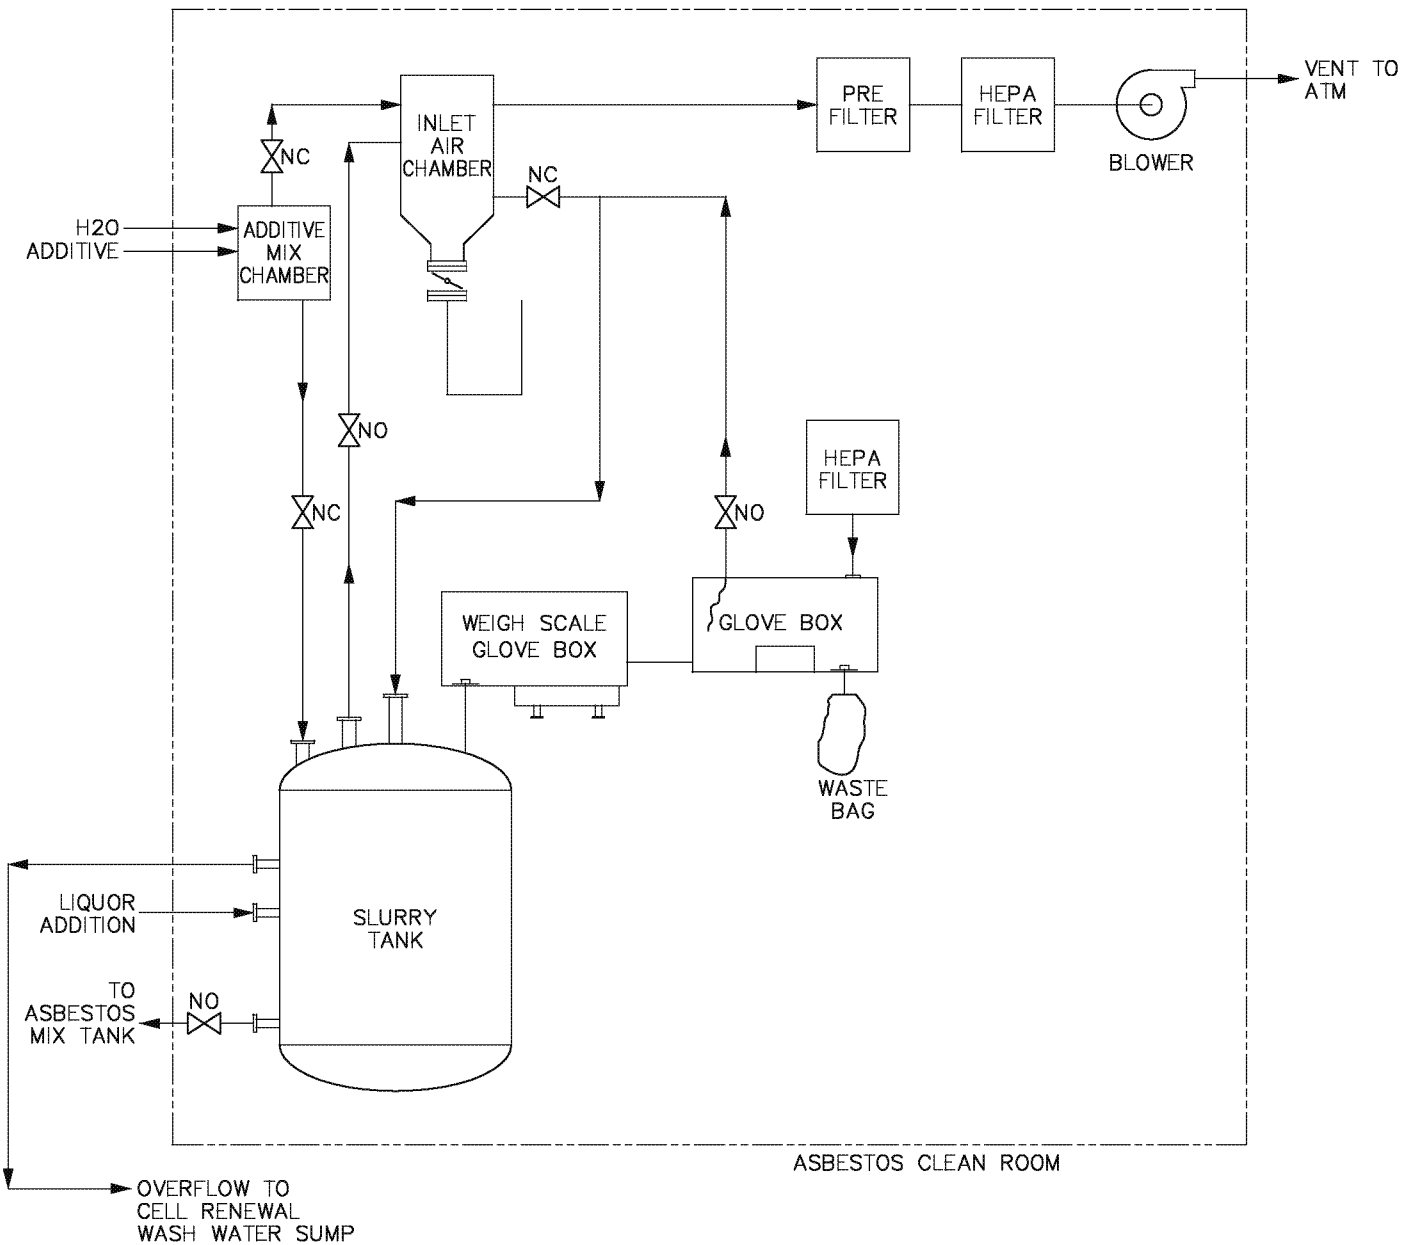 VENT TO
ATM
PRE
FILTER
HEPA
FILTER
BLOWER
INLET
AIR
CHAMBER
NC
NC
H2O
ADDITIVE
ADDITIVE
MIX
CHAMBER
NO
NC
NO
HEPA
FILTER
WEIGH SCALE
GLOVE BOX
GLOVE BOX
WASTE
BAG
LIQUOR
ADDITION
SLURRY
TANK
TO
ASBESTOS
MIX TANK
NO
ASBESTOS CLEAN ROOM
OVERFLOW TO
CELL RENEWAL
WASH WATER SUMP